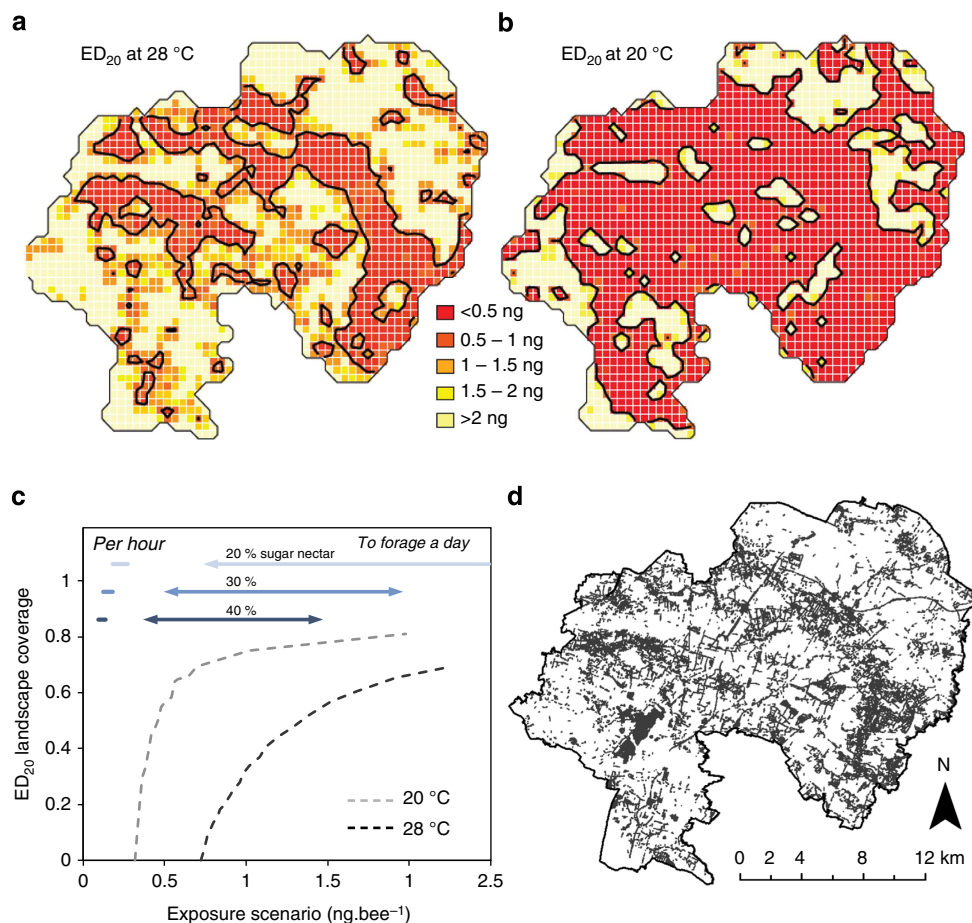 a
ED20 at 28 °C
b
ED20 at 20 °C
<0.5 ng
0.5 – 1 ng
1 – 1.5 ng
1.5 – 2 ng
>2 ng
c
Per hour
20 % sugar nectar
To forage a day
30 %
40 %
1
0.8
0.6
0.4
0.2
0
ED20 landscape coverage
20 °C
28 °C
0 0.5 1 1.5 1 2.5
Exposure scenario (ng.bee⁻¹)
d
N
0 2 4 8 12 km